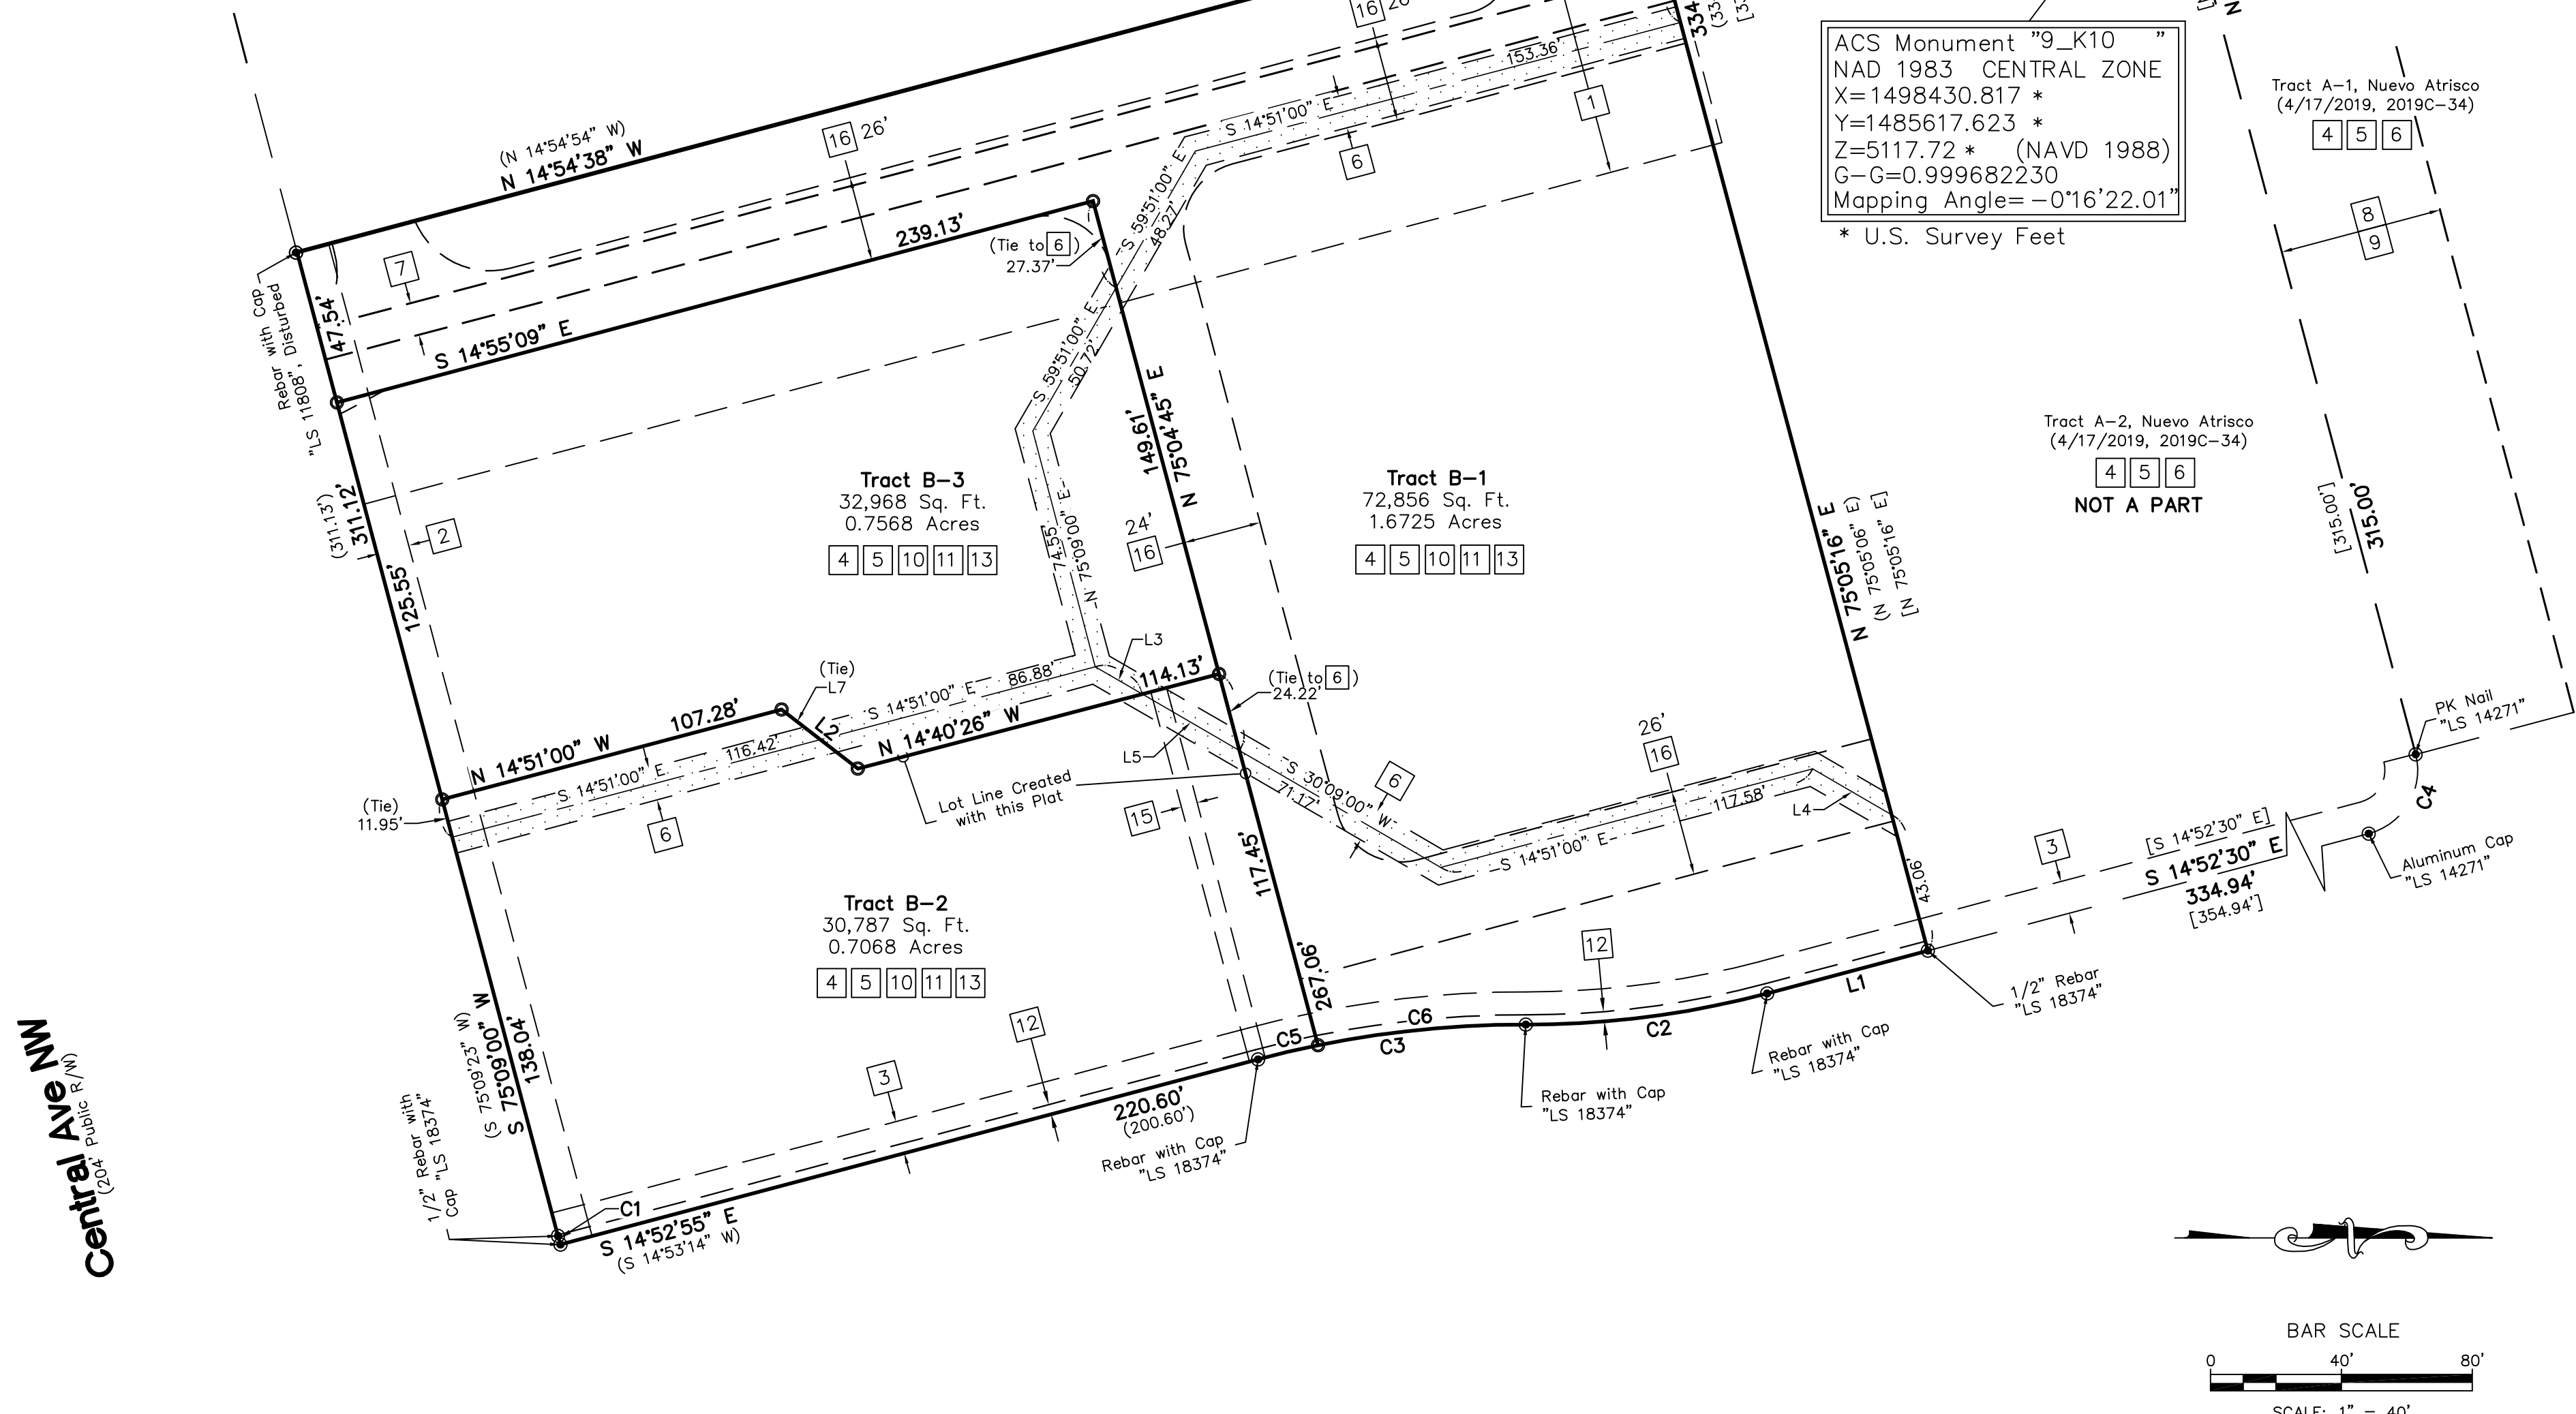 16
26'
153.36'
S 14°51'00" E
1
6
ACS Monument "9_K10 "
NAD 1983 CENTRAL ZONE
X=1498430.817 *
Y=1485617.623 *
Z=5117.72 * (NAVD 1988)
G-G=0.999682230
Mapping Angle= -0°16'22.01"
* U.S. Survey Feet
N
Tract A-1, Nuevo Atrisco
(4/17/2019, 2019C-34)
4 5 6
8
9
(N 14°54'54" W)
N 14°54'38" W
16 26'
7
239.13'
S 14°55'09" E
47.54'
Rebar with Cap
"LS 11808", Disturbed
(Tie to 6)
27.37'
S 59°51'00" E
48.27'
S 59°51'00" E
50.72'
149.61'
N 75°04'45" E
24'
16
N 75°09'00" E
74.55'
Tract B-3
32,968 Sq. Ft.
0.7568 Acres
4 5 10 11 13
Tract B-1
72,856 Sq. Ft.
1.6725 Acres
4 5 10 11 13
Tract A-2, Nuevo Atrisco
(4/17/2019, 2019C-34)
4 5 6
NOT A PART
[315.00']
315.00'
N 75°05'16" E
(N 75°05'06" E)
[N 75°05'16" E]
(311.13')
311.12'
2
125.55'
(Tie)
L7
L2
L3
107.28'
N 14°51'00" W
S 14°51'00" E
116.42'
S 14°51'00" E
86.88'
114.13'
N 14°40'26" W
L5
(Tie to 6)
24.22'
(Tie)
11.95'
6
Lot Line Created
with this Plat
15
S 30°09'00" W
71.17'
6
26'
16
117.58'
S 14°51'00" E
L4
43.06'
117.45'
267.06'
Tract B-2
30,787 Sq. Ft.
0.7068 Acres
4 5 10 11 13
PK Nail
"LS 14271"
C4
Aluminum Cap
"LS 14271"
[S 14°52'30" E]
S 14°52'30" E
334.94'
[354.94']
3
1/2" Rebar
"LS 18374"
L1
12
C5
C6
C3
C2
Rebar with Cap
"LS 18374"
Rebar with Cap
"LS 18374"
12
3
220.60'
(200.60')
Rebar with Cap
"LS 18374"
Central Ave NW
(204' Public R/W)
(S 75°09'23" W)
S 75°09'00" W
138.04'
1/2" Rebar with
Cap "LS 18374"
C1
S 14°52'55" E
(S 14°53'14" W)
BAR SCALE
0 40' 80'
SCALE: 1" = 40'